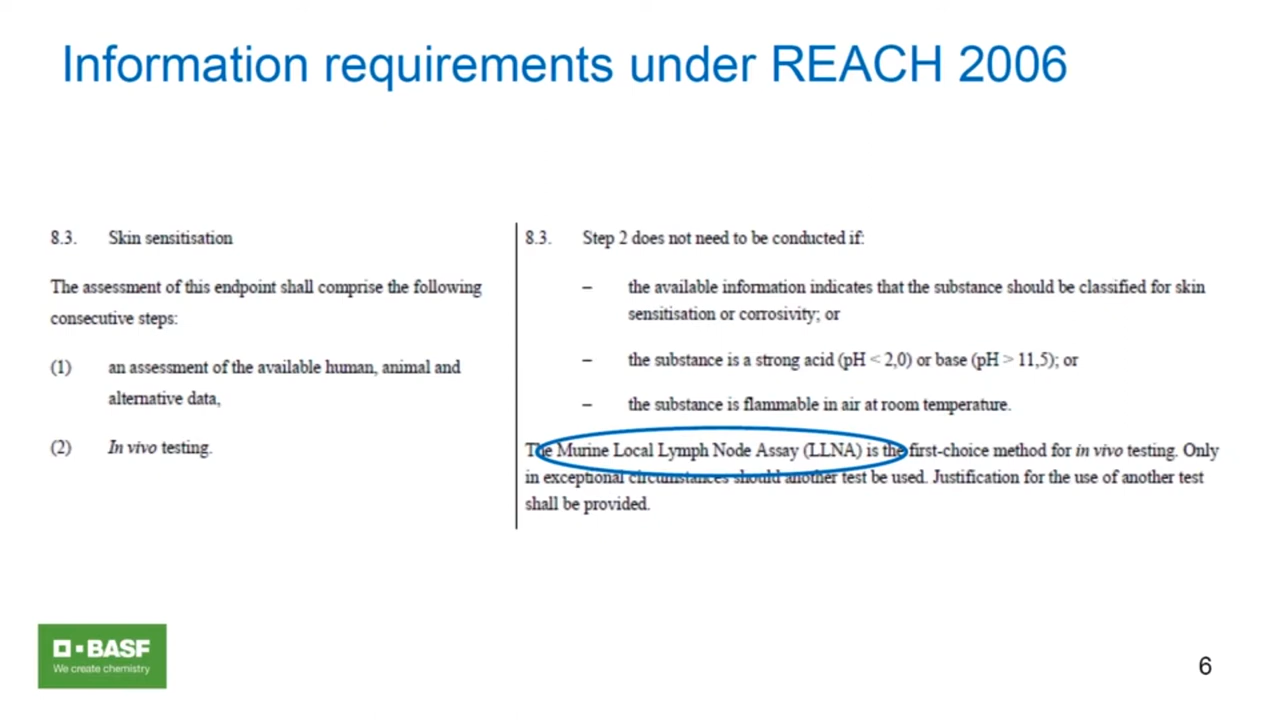 Information requirements under REACH 2006
8.3. Skin sensitisation
The assessment of this endpoint shall comprise the following
consecutive steps:
(1) an assessment of the available human, animal and
alternative data,
(2) In vivo testing.
8.3. Step 2 does not need to be conducted if:
– the available information indicates that the substance should be classified for skin
sensitisation or corrosivity; or
– the substance is a strong acid (pH < 2,0) or base (pH > 11,5); or
– the substance is flammable in air at room temperature.
The Murine Local Lymph Node Assay (LLNA) is the first-choice method for in vivo testing. Only
in exceptional circumstances should another test be used. Justification for the use of another test
shall be provided.
BASF
We create chemistry
6